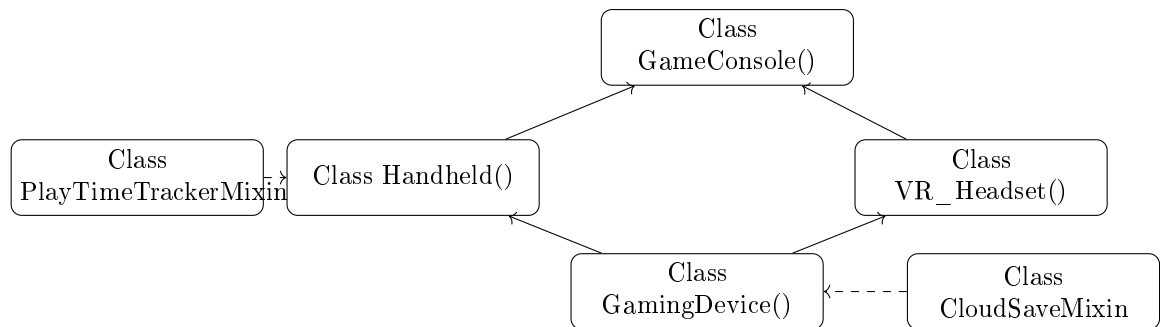 Class
GameConsole()
Class
PlayTimeTrackerMixin
Class Handheld()
Class
VR_Headset()
Class
GamingDevice()
Class
CloudSaveMixin